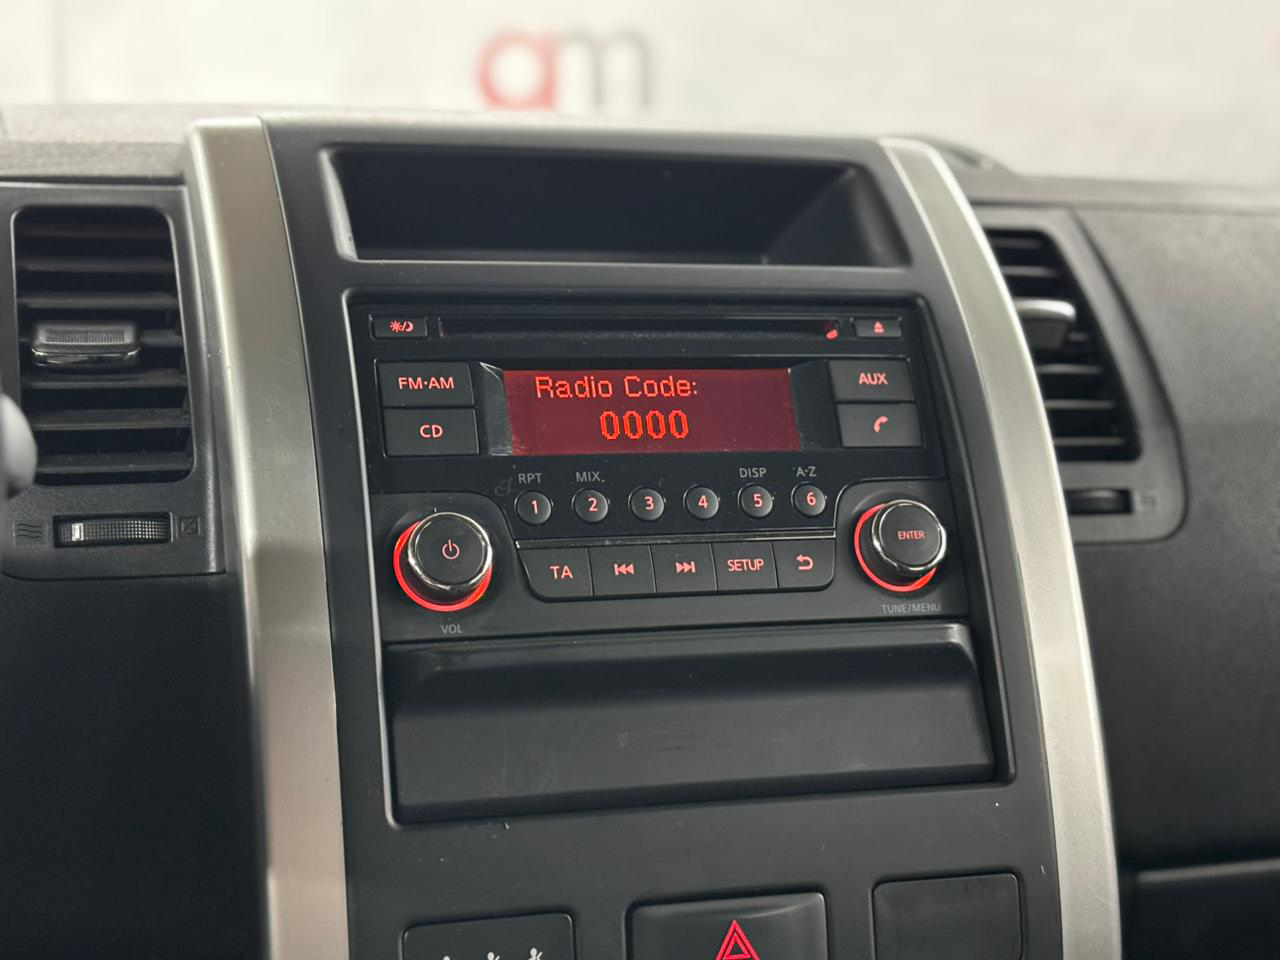 am
FM·AM
CD
Radio Code:
0000
AUX
RPT
MIX
DISP
A-Z
1
2
3
4
5
6
TA
SETUP
ENTER
VOL
TUNE/MENU